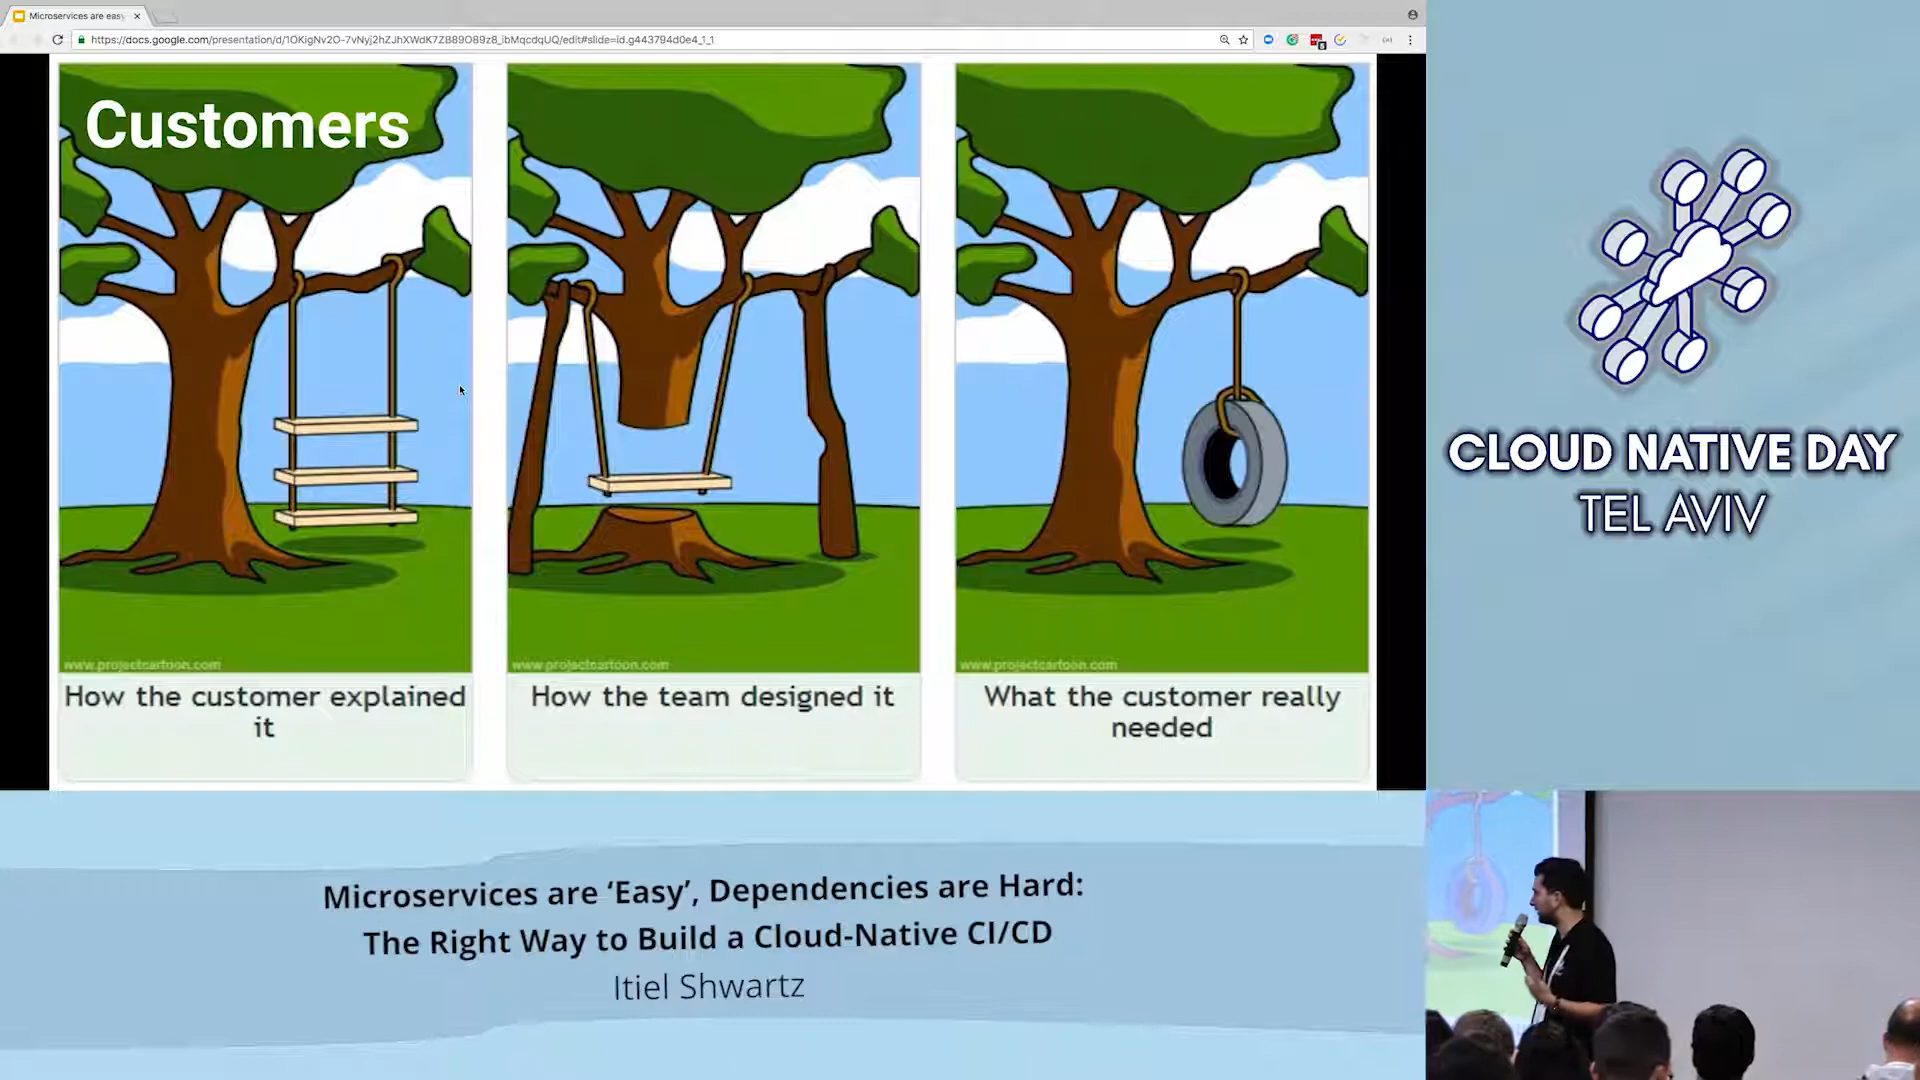 Microservices are easy
https://docs.google.com/presentation/d/1OKigNv2O-7vNyj2hZJhXWdK7ZB89O89z8_ibMqcdqUQ/edit#slide=id.g443794d0e4_1_1
Customers
www.projectcartoon.com
www.projectcartoon.com
www.projectcartoon.com
How the customer explained
it
How the team designed it
What the customer really
needed
CLOUD NATIVE DAY
TEL AVIV
Microservices are ‘Easy’, Dependencies are Hard:
The Right Way to Build a Cloud-Native CI/CD
Itiel Shwartz